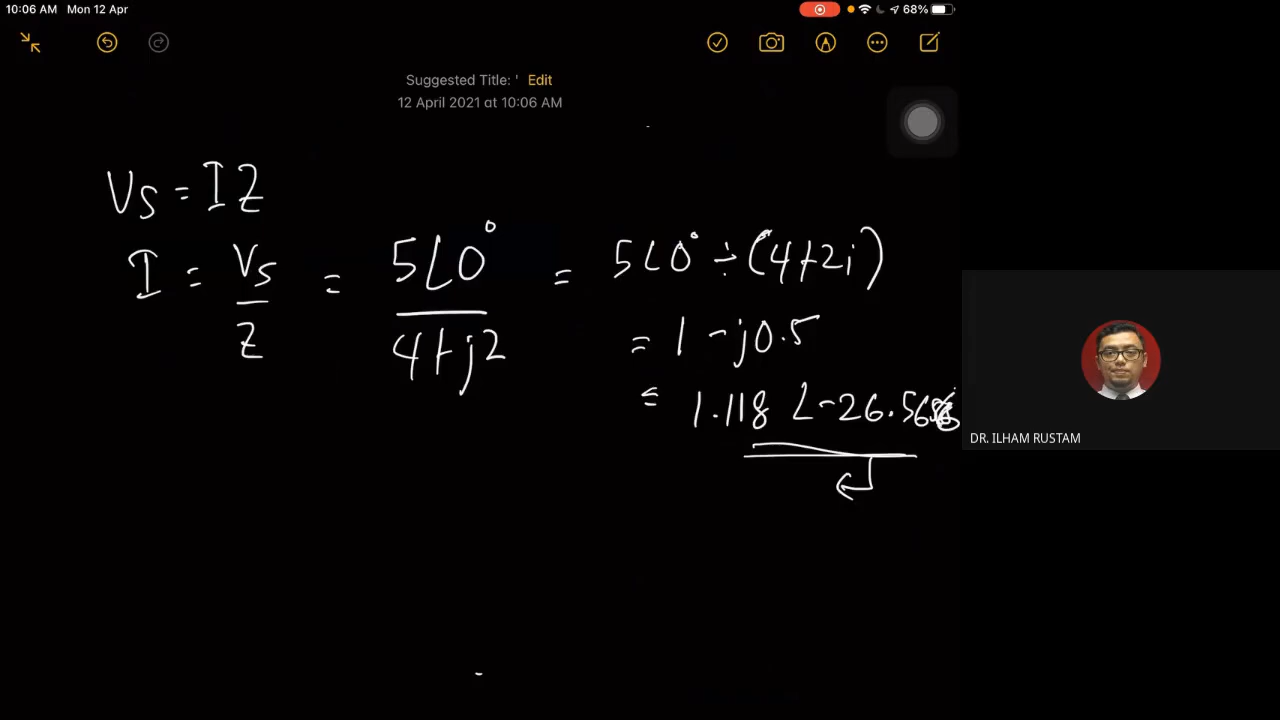 10:06 AM Mon 12 Apr 68%
Suggested Title: ' Edit
12 April 2021 at 10:06 AM
Vs = IZ
I = Vs/Z = 5∠0°/4+j2 = 5∠0° ÷ (4+2i)
= 1 - j0.5
= 1.118 ∠-26.565
DR. ILHAM RUSTAM